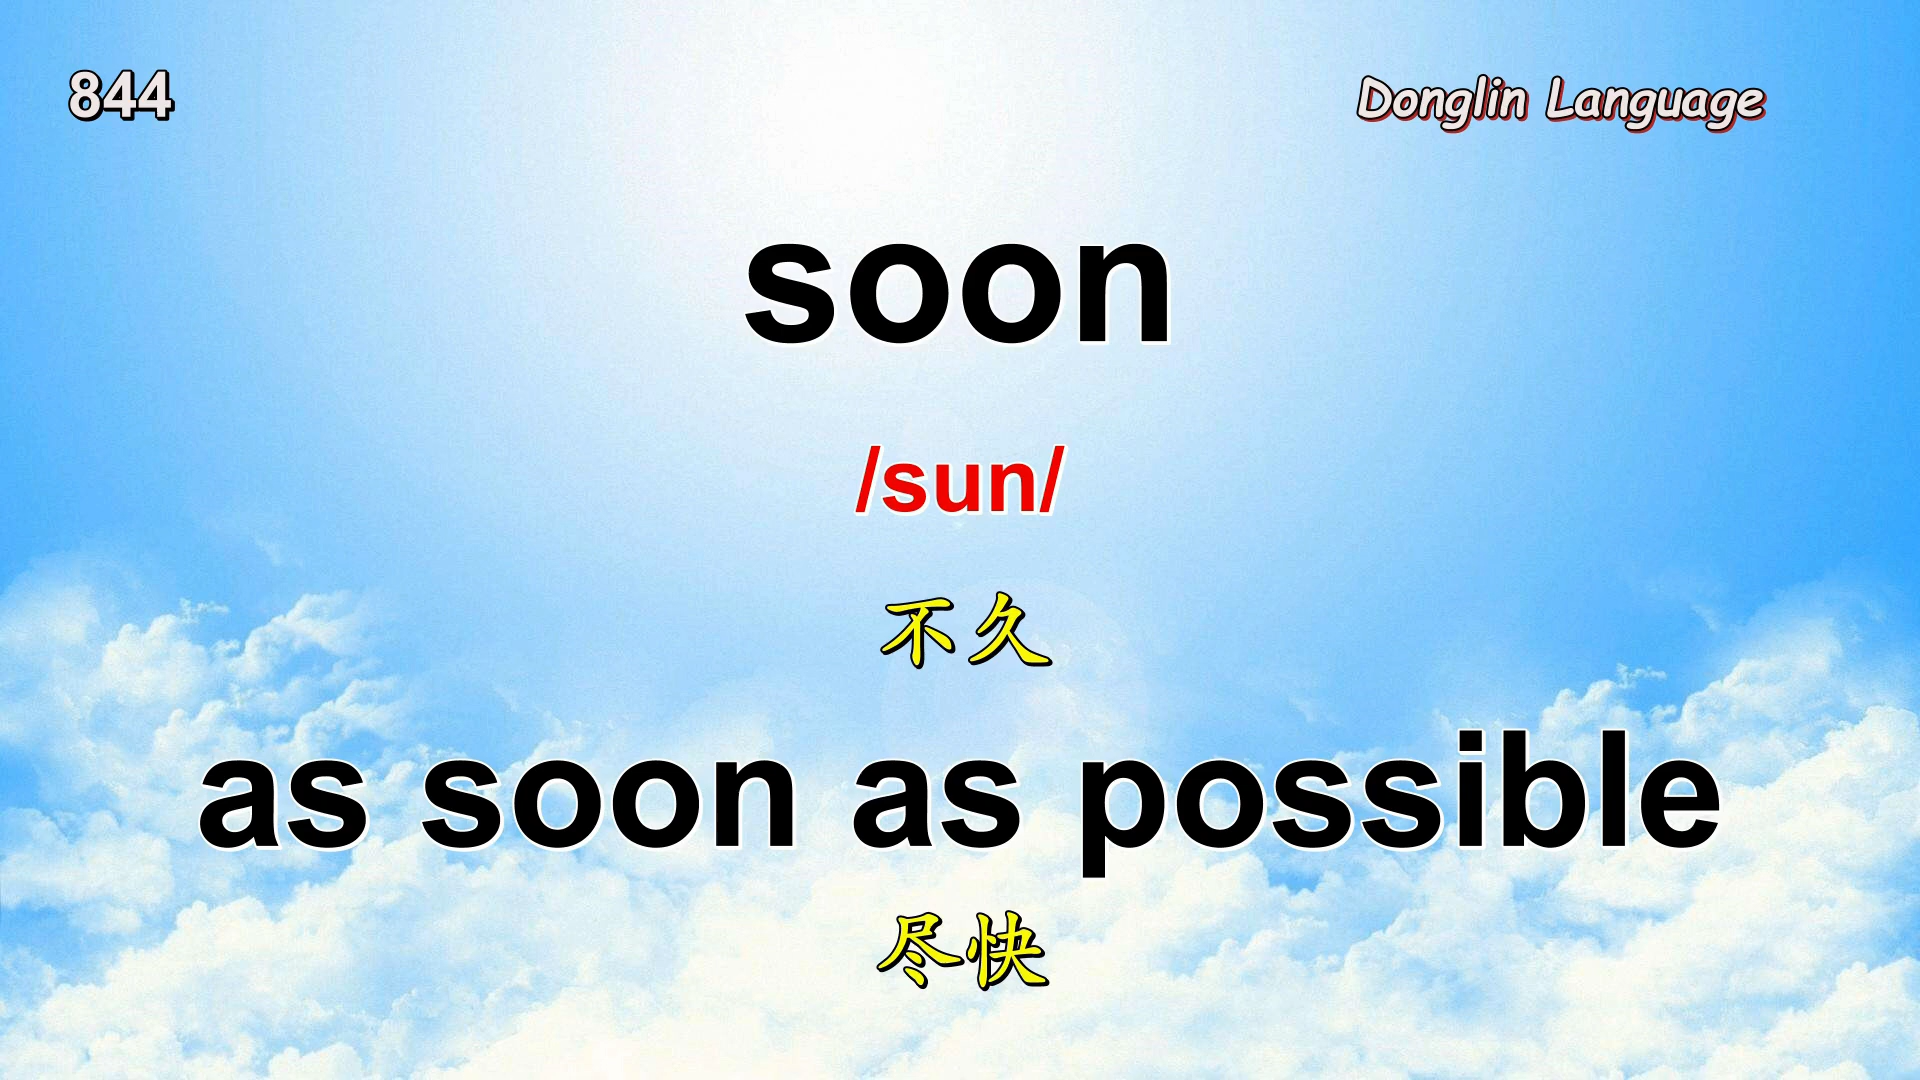 844
Donglin Language
soon
/sun/
不久
as soon as possible
尽快